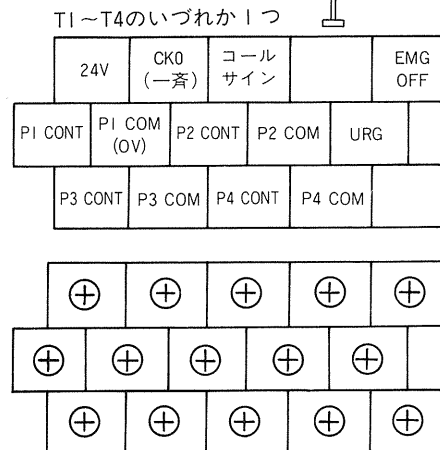 T1～T4のいづれか1つ
24V
CK0
(一斉)
コール
サイン
EMG
OFF
P1 CONT
P1 COM
(0V)
P2 CONT
P2 COM
URG
P3 CONT
P3 COM
P4 CONT
P4 COM